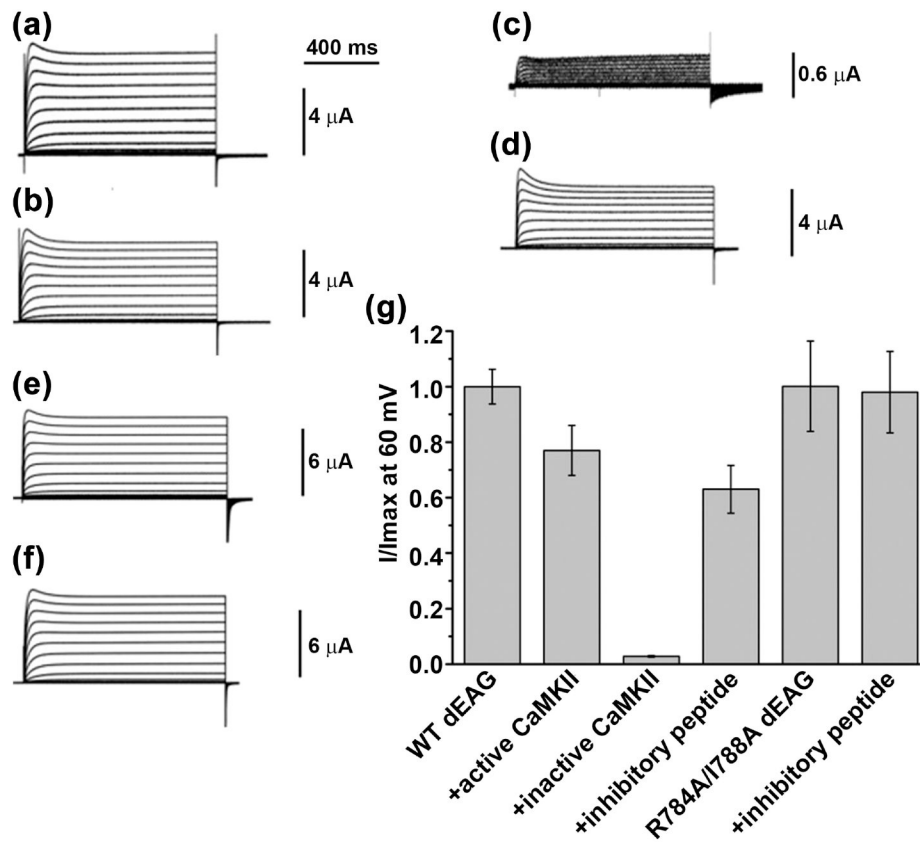 (a)
400 ms
4 μA
(b)
4 μA
(c)
0.6 μA
(d)
4 μA
(e)
6 μA
(f)
6 μA
(g)
I/Imax at 60 mV
1.2
1.0
0.8
0.6
0.4
0.2
0.0
WT dEAG
+active CaMKII
+inactive CaMKII
+inhibitory peptide
R784A/I788A dEAG
+inhibitory peptide